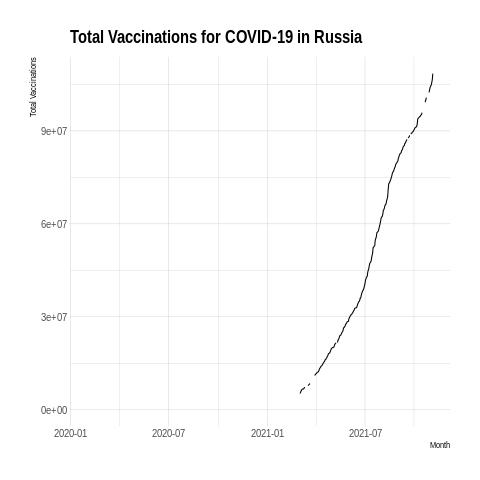 Total Vaccinations for COVID-19 in Russia
Total Vaccinations
9e+07
6e+07
3e+07
0e+00
2020-01
2020-07
2021-01
2021-07
Month